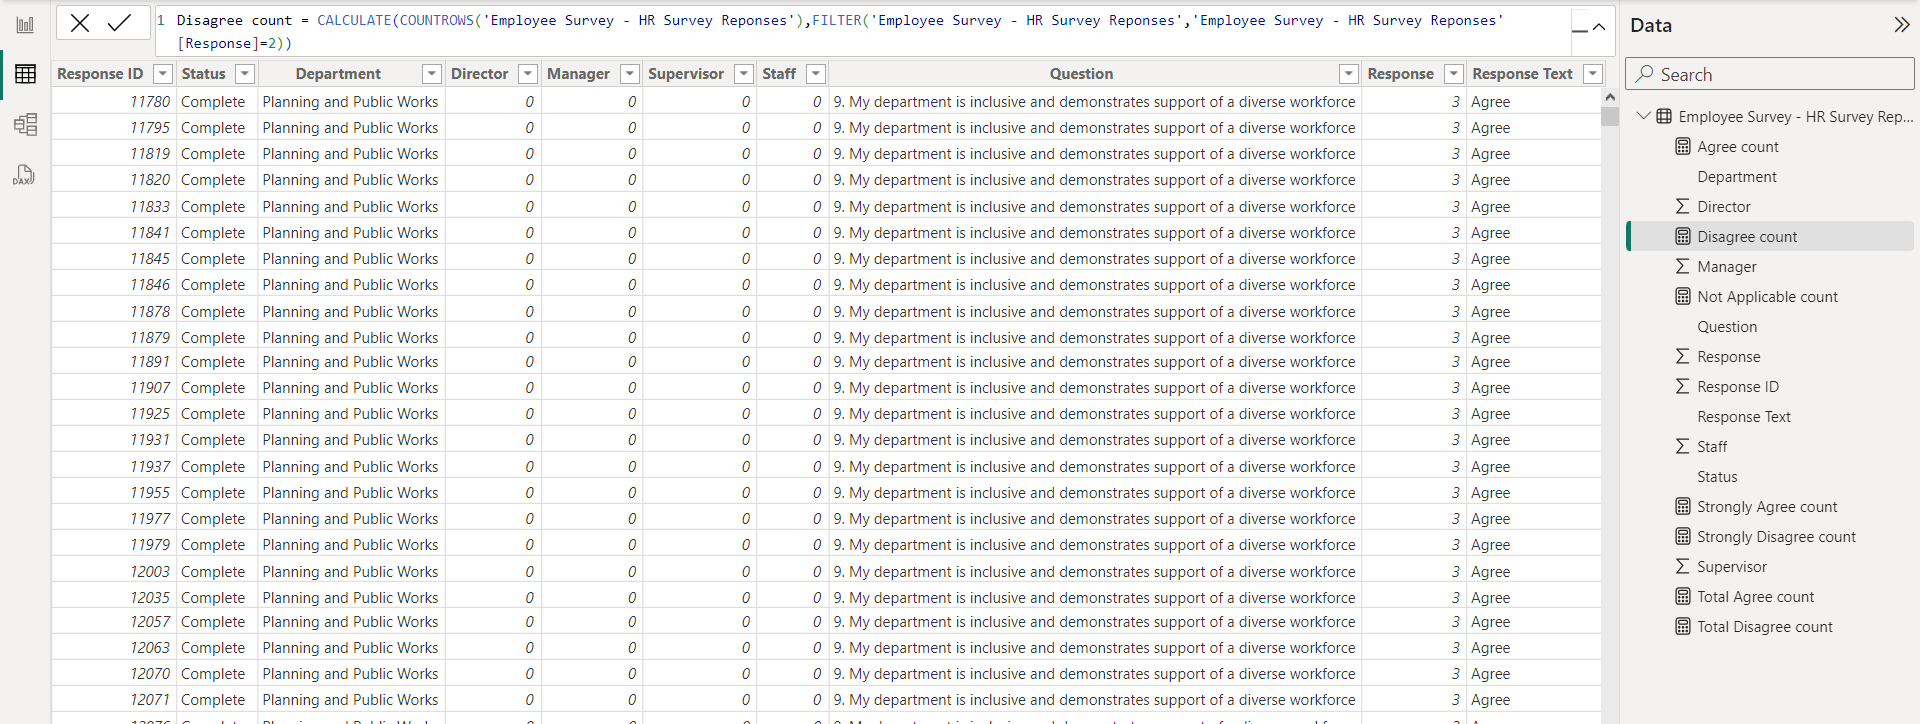 1 Disagree count = CALCULATE(COUNTROWS('Employee Survey - HR Survey Reponses'),FILTER('Employee Survey - HR Survey Reponses','Employee Survey - HR Survey Reponses'
[Response]=2))
Response ID Status Department Director Manager Supervisor Staff Question Response Response Text
11780 Complete Planning and Public Works 0 0 0 0 9. My department is inclusive and demonstrates support of a diverse workforce 3 Agree
11795 Complete Planning and Public Works 0 0 0 0 9. My department is inclusive and demonstrates support of a diverse workforce 3 Agree
11819 Complete Planning and Public Works 0 0 0 0 9. My department is inclusive and demonstrates support of a diverse workforce 3 Agree
11820 Complete Planning and Public Works 0 0 0 0 9. My department is inclusive and demonstrates support of a diverse workforce 3 Agree
11833 Complete Planning and Public Works 0 0 0 0 9. My department is inclusive and demonstrates support of a diverse workforce 3 Agree
11841 Complete Planning and Public Works 0 0 0 0 9. My department is inclusive and demonstrates support of a diverse workforce 3 Agree
11845 Complete Planning and Public Works 0 0 0 0 9. My department is inclusive and demonstrates support of a diverse workforce 3 Agree
11846 Complete Planning and Public Works 0 0 0 0 9. My department is inclusive and demonstrates support of a diverse workforce 3 Agree
11878 Complete Planning and Public Works 0 0 0 0 9. My department is inclusive and demonstrates support of a diverse workforce 3 Agree
11879 Complete Planning and Public Works 0 0 0 0 9. My department is inclusive and demonstrates support of a diverse workforce 3 Agree
11891 Complete Planning and Public Works 0 0 0 0 9. My department is inclusive and demonstrates support of a diverse workforce 3 Agree
11907 Complete Planning and Public Works 0 0 0 0 9. My department is inclusive and demonstrates support of a diverse workforce 3 Agree
11925 Complete Planning and Public Works 0 0 0 0 9. My department is inclusive and demonstrates support of a diverse workforce 3 Agree
11931 Complete Planning and Public Works 0 0 0 0 9. My department is inclusive and demonstrates support of a diverse workforce 3 Agree
11937 Complete Planning and Public Works 0 0 0 0 9. My department is inclusive and demonstrates support of a diverse workforce 3 Agree
11955 Complete Planning and Public Works 0 0 0 0 9. My department is inclusive and demonstrates support of a diverse workforce 3 Agree
11977 Complete Planning and Public Works 0 0 0 0 9. My department is inclusive and demonstrates support of a diverse workforce 3 Agree
11979 Complete Planning and Public Works 0 0 0 0 9. My department is inclusive and demonstrates support of a diverse workforce 3 Agree
12003 Complete Planning and Public Works 0 0 0 0 9. My department is inclusive and demonstrates support of a diverse workforce 3 Agree
12035 Complete Planning and Public Works 0 0 0 0 9. My department is inclusive and demonstrates support of a diverse workforce 3 Agree
12057 Complete Planning and Public Works 0 0 0 0 9. My department is inclusive and demonstrates support of a diverse workforce 3 Agree
12063 Complete Planning and Public Works 0 0 0 0 9. My department is inclusive and demonstrates support of a diverse workforce 3 Agree
12070 Complete Planning and Public Works 0 0 0 0 9. My department is inclusive and demonstrates support of a diverse workforce 3 Agree
12071 Complete Planning and Public Works 0 0 0 0 9. My department is inclusive and demonstrates support of a diverse workforce 3 Agree
DAX
Data
Search
Employee Survey - HR Survey Rep...
Agree count
Department
Director
Disagree count
Manager
Not Applicable count
Question
Response
Response ID
Response Text
Staff
Status
Strongly Agree count
Strongly Disagree count
Supervisor
Total Agree count
Total Disagree count